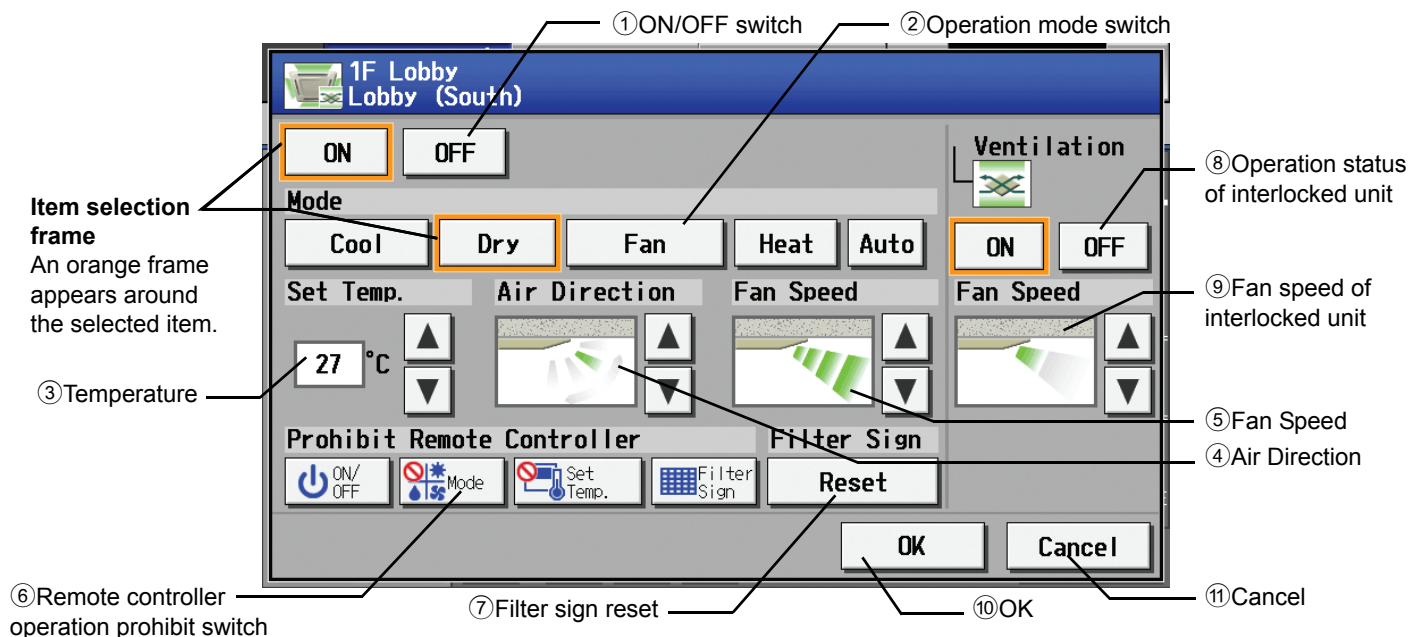 ①ON/OFF switch
②Operation mode switch
1F Lobby
Lobby (South)
ON
OFF
Ventilation
⑧Operation status
of interlocked unit
Item selection
frame
An orange frame
appears around
the selected item.
Mode
Cool
Dry
Fan
Heat
Auto
ON
OFF
Set Temp.
Air Direction
Fan Speed
Fan Speed
⑨Fan speed of
interlocked unit
27 °C
③Temperature
⑤Fan Speed
④Air Direction
Prohibit Remote Controller
Filter Sign
ON/
OFF
Mode
Set
Temp.
Filter
Sign
Reset
OK
Cancel
⑥Remote controller
operation prohibit switch
⑦Filter sign reset
⑩OK
⑪Cancel